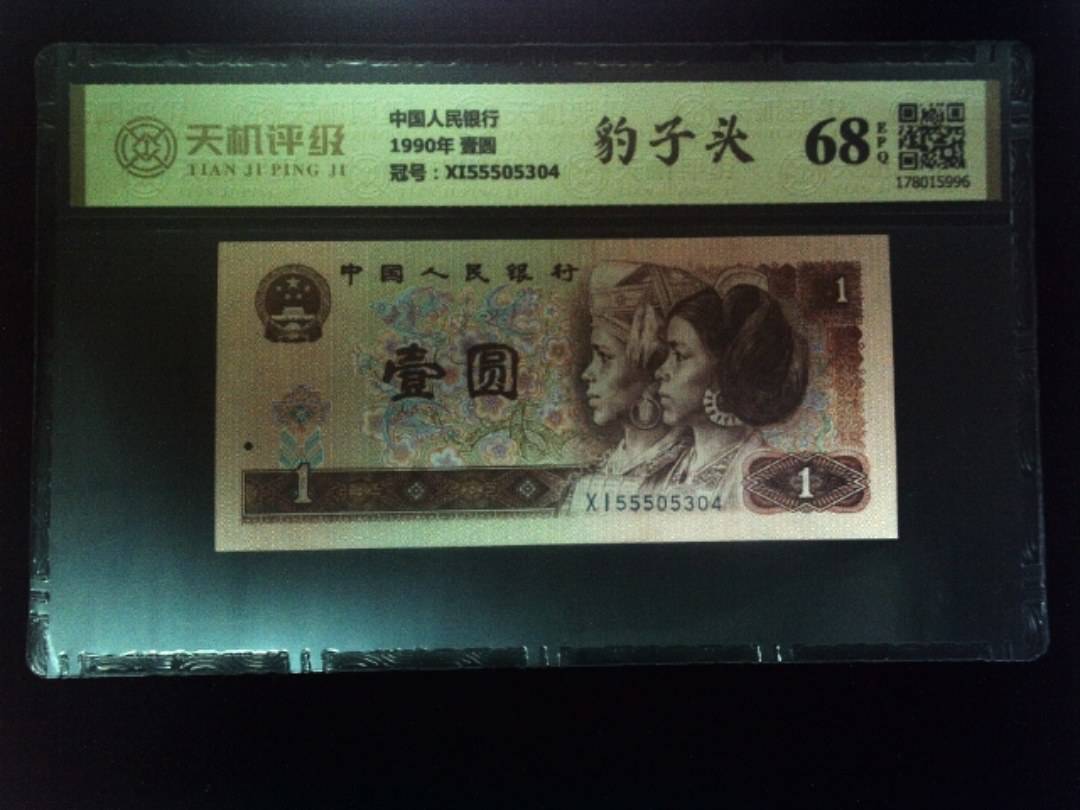 天机评级
TIAN JI PING JI
中国人民银行
1990年 壹圆
冠号：XI55505304
豹子头
68
EPQ
178015996
中国人民银行
1
壹圆
1
XI55505304
1